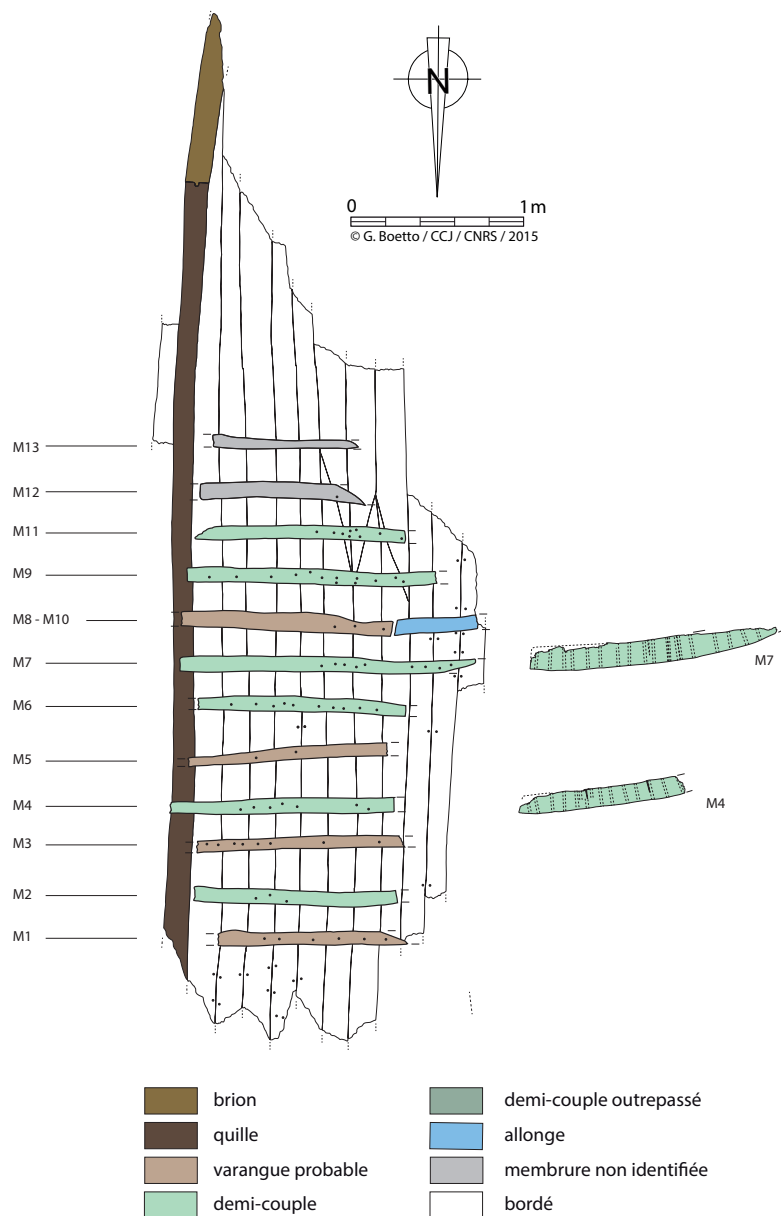 N
0 1 m
© G. Boetto / CCJ / CNRS / 2015
M13
M12
M11
M9
M8 - M10
M7
M7
M6
M5
M4
M4
M3
M2
M1
brion
quille
varangue probable
demi-couple
demi-couple outrepassé
allonge
membrure non identifiée
bordé